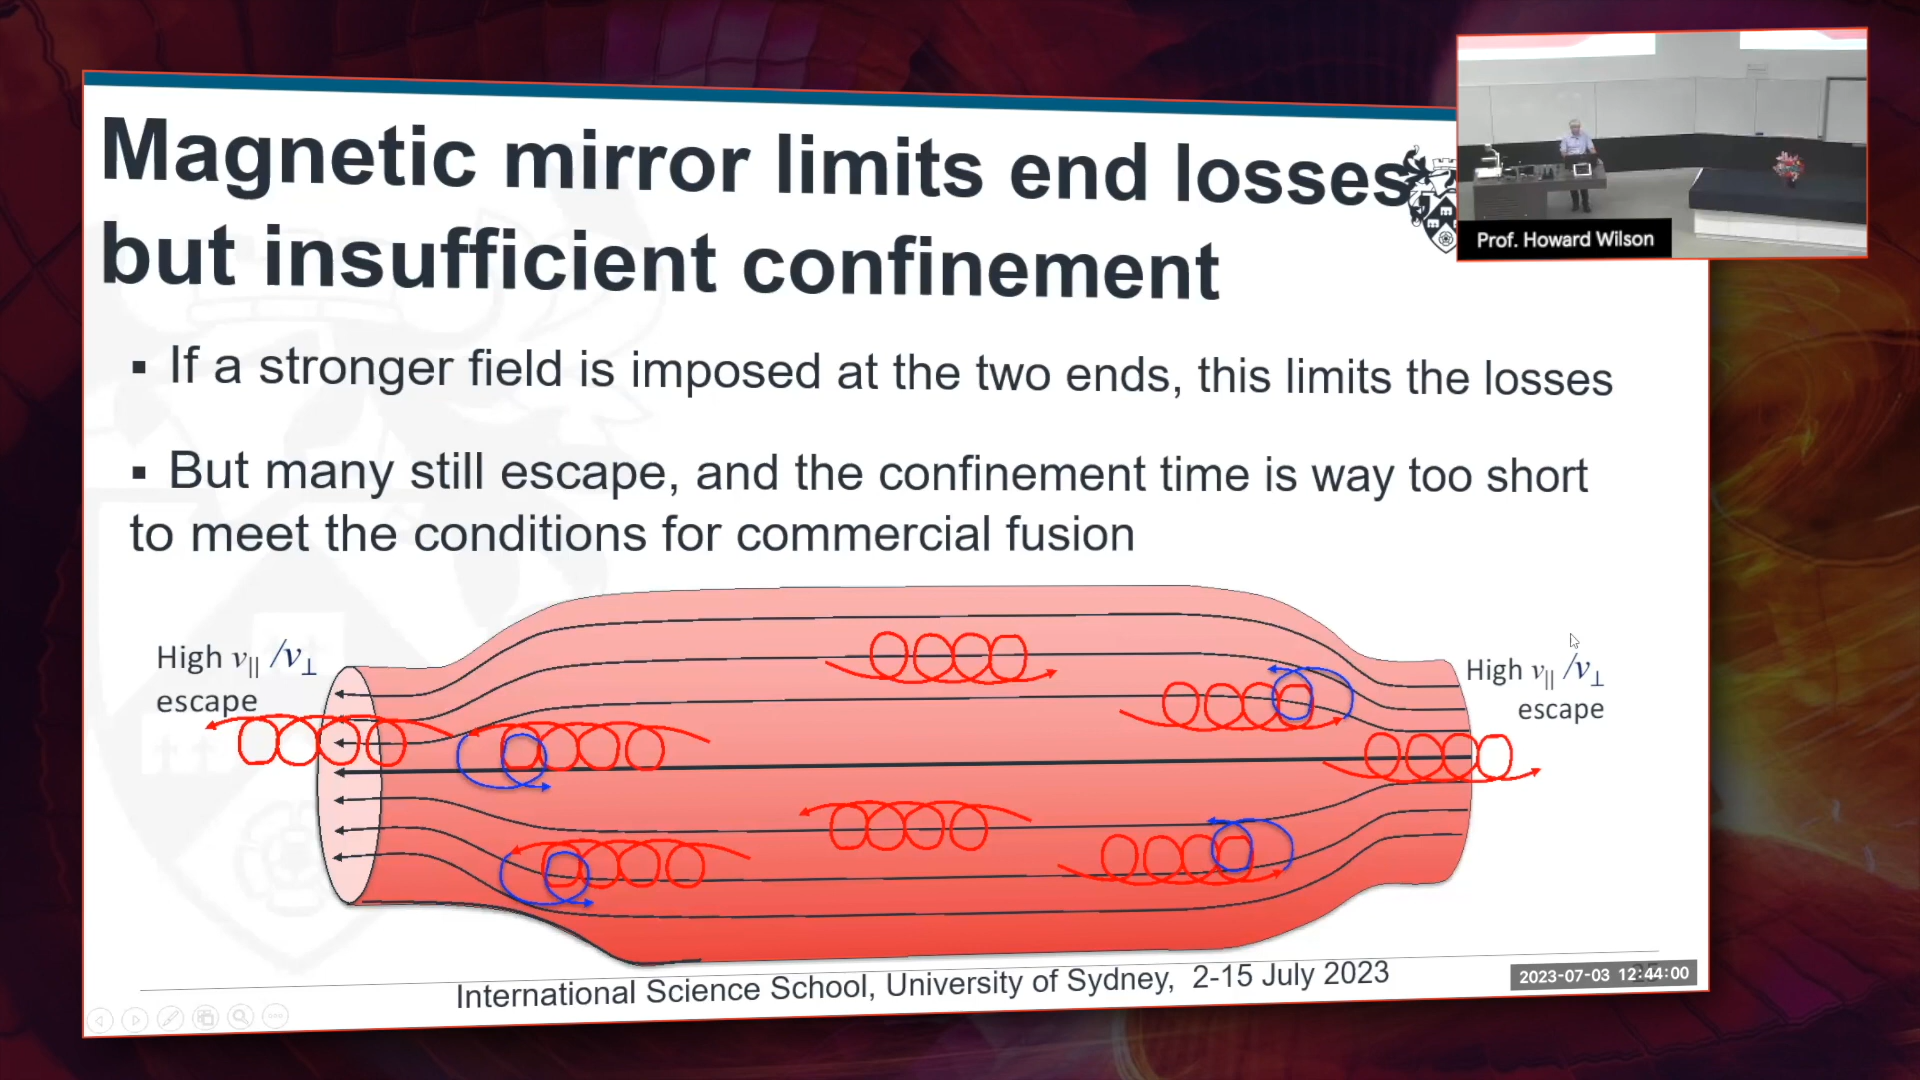 Magnetic mirror limits end losses
but insufficient confinement
▪ If a stronger field is imposed at the two ends, this limits the losses
▪ But many still escape, and the confinement time is way too short
to meet the conditions for commercial fusion
High v|| /v⊥
escape
High v|| /v⊥
escape
International Science School, University of Sydney, 2-15 July 2023
Prof. Howard Wilson
2023-07-03 12:44:00